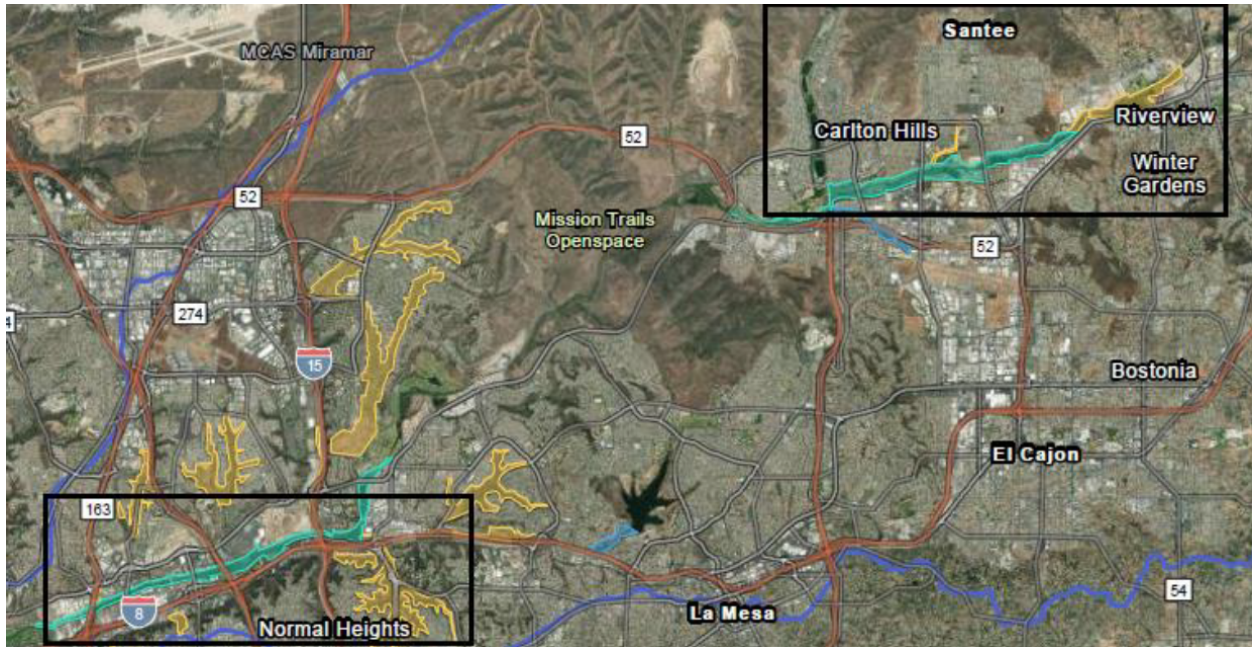 Santee
MCAS Miramar
52
Carlton Hills
Riverview
Winter
Gardens
52
Mission Trails
Openspace
52
274
4
15
Bostonia
El Cajon
163
8
Normal Heights
La Mesa
54